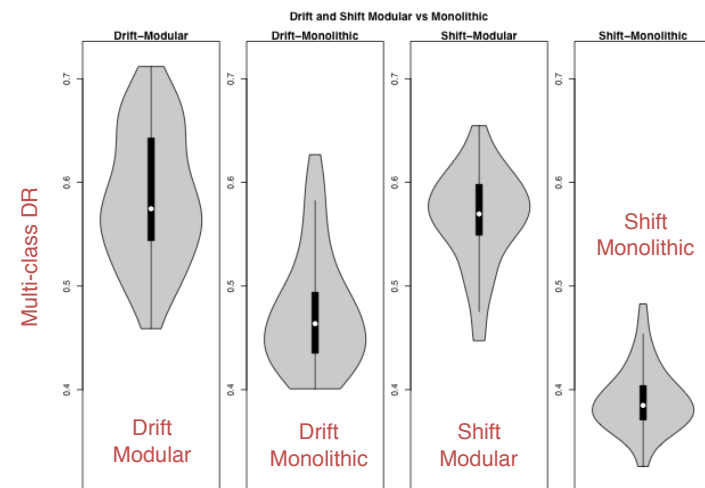 Drift and Shift Modular vs Monolithic
Drift–Modular
Drift–Monolithic
Shift–Modular
Shift–Monolithic
Multi-class DR
0.7
0.6
0.5
0.4
0.7
0.6
0.5
0.4
0.7
0.6
0.5
0.4
0.7
0.6
0.5
0.4
Drift
Modular
Drift
Monolithic
Shift
Modular
Shift
Monolithic